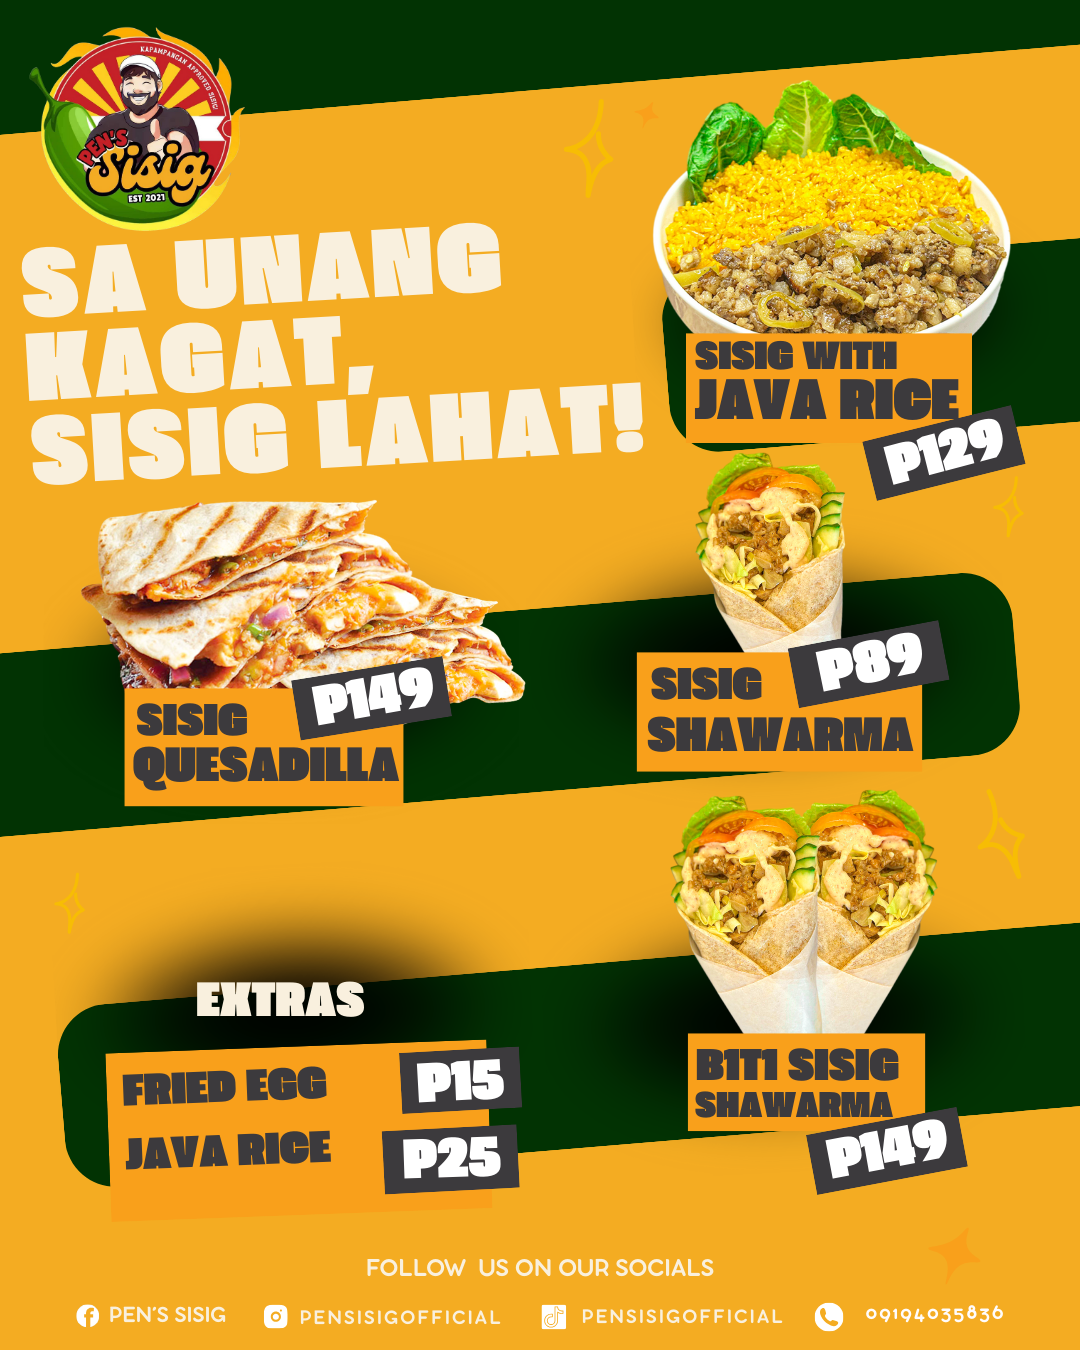 KAPAMPANGAN APPROVED SISIG!
PEN'S
Sisig
EST 2021
SA UNANG
KAGAT,
SISIG LAHAT!
SISIG WITH
JAVA RICE
P129
SISIG
QUESADILLA
P149
SISIG
SHAWARMA
P89
B1T1 SISIG
SHAWARMA
P149
EXTRAS
FRIED EGG P15
JAVA RICE P25
FOLLOW US ON OUR SOCIALS
PEN'S SISIG PENSISIGOFFICIAL PENSISIGOFFICIAL 09194035836